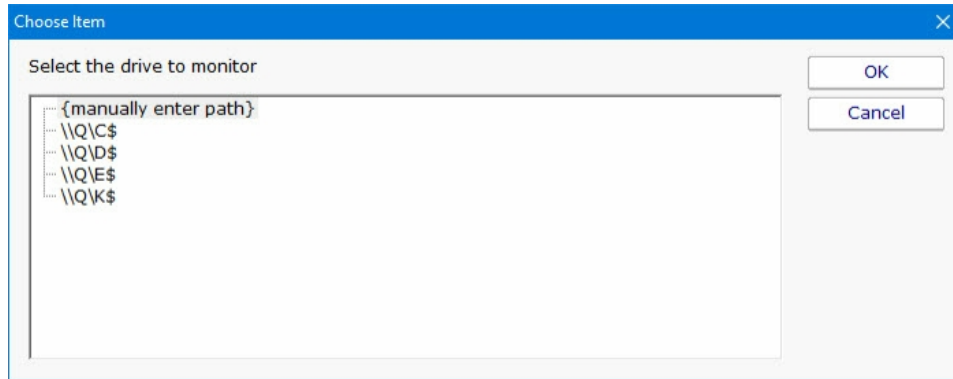 Choose Item
Select the drive to monitor
OK
{manually enter path}
Cancel
\\Q\C$
\\Q\D$
\\Q\E$
\\Q\K$